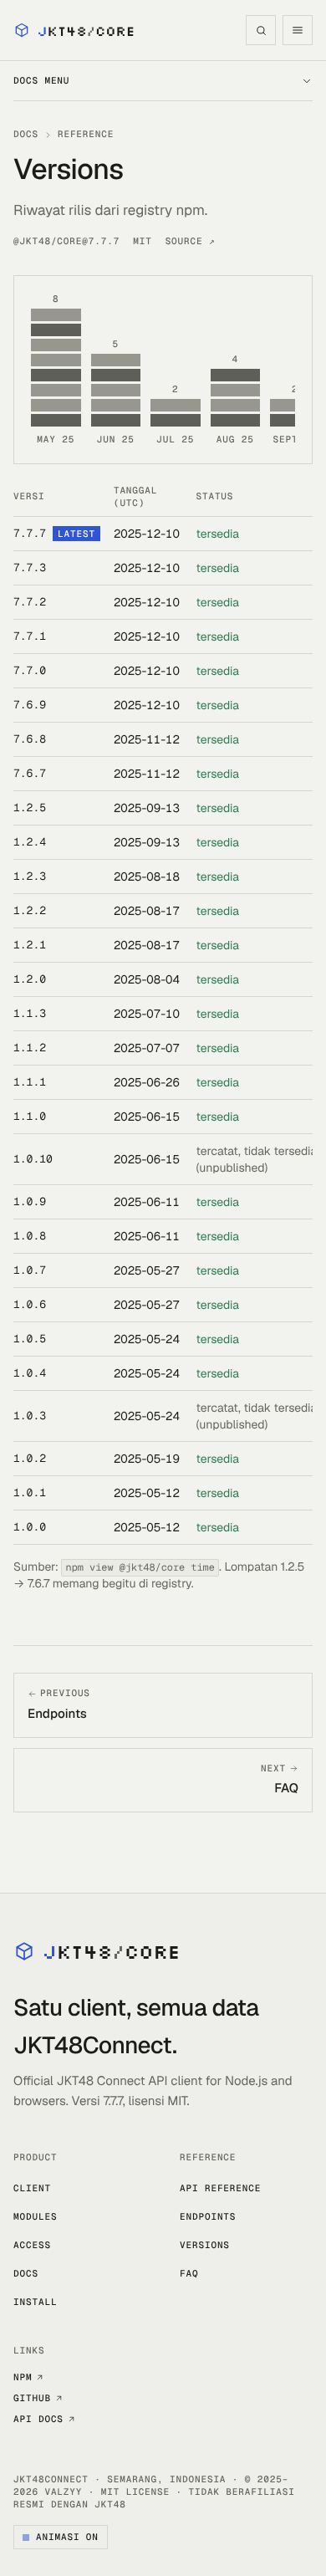 JKT48/CORE
DOCS MENU
DOCS > REFERENCE
Versions
Riwayat rilis dari registry npm.
@JKT48/CORE@7.7.7 MIT SOURCE ↗
8
5
2
4
MAY 25 JUN 25 JUL 25 AUG 25 SEPT
VERSI TANGGAL (UTC) STATUS
7.7.7 LATEST 2025-12-10 tersedia
7.7.3 2025-12-10 tersedia
7.7.2 2025-12-10 tersedia
7.7.1 2025-12-10 tersedia
7.7.0 2025-12-10 tersedia
7.6.9 2025-12-10 tersedia
7.6.8 2025-11-12 tersedia
7.6.7 2025-11-12 tersedia
1.2.5 2025-09-13 tersedia
1.2.4 2025-09-13 tersedia
1.2.3 2025-08-18 tersedia
1.2.2 2025-08-17 tersedia
1.2.1 2025-08-17 tersedia
1.2.0 2025-08-04 tersedia
1.1.3 2025-07-10 tersedia
1.1.2 2025-07-07 tersedia
1.1.1 2025-06-26 tersedia
1.1.0 2025-06-15 tersedia
1.0.10 2025-06-15 tercatat, tidak tersedia (unpublished)
1.0.9 2025-06-11 tersedia
1.0.8 2025-06-11 tersedia
1.0.7 2025-05-27 tersedia
1.0.6 2025-05-27 tersedia
1.0.5 2025-05-24 tersedia
1.0.4 2025-05-24 tersedia
1.0.3 2025-05-24 tercatat, tidak tersedia (unpublished)
1.0.2 2025-05-19 tersedia
1.0.1 2025-05-12 tersedia
1.0.0 2025-05-12 tersedia
Sumber: npm view @jkt48/core time. Lompatan 1.2.5
→ 7.6.7 memang begitu di registry.
← PREVIOUS
Endpoints
NEXT →
FAQ
JKT48/CORE
Satu client, semua data
JKT48Connect.
Official JKT48 Connect API client for Node.js and
browsers. Versi 7.7.7, lisensi MIT.
PRODUCT REFERENCE
CLIENT API REFERENCE
MODULES ENDPOINTS
ACCESS VERSIONS
DOCS FAQ
INSTALL
LINKS
NPM ↗
GITHUB ↗
API DOCS ↗
JKT48CONNECT · SEMARANG, INDONESIA · © 2025–
2026 VALZYY · MIT LICENSE · TIDAK BERAFILIASI
RESMI DENGAN JKT48
ANIMASI ON